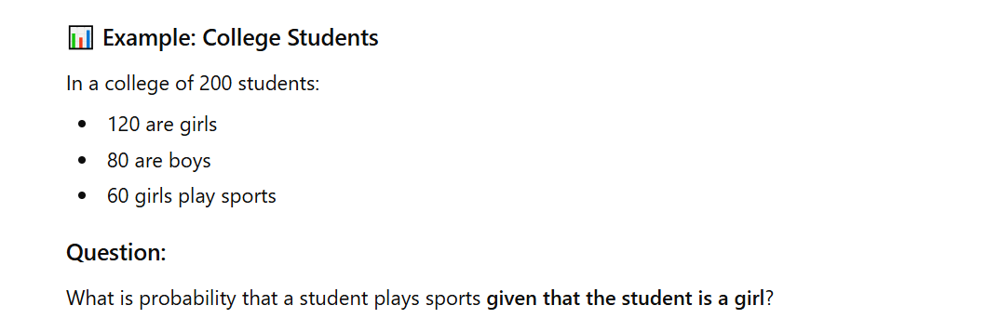 📊 Example: College Students
In a college of 200 students:
• 120 are girls
• 80 are boys
• 60 girls play sports
Question:
What is probability that a student plays sports given that the student is a girl?